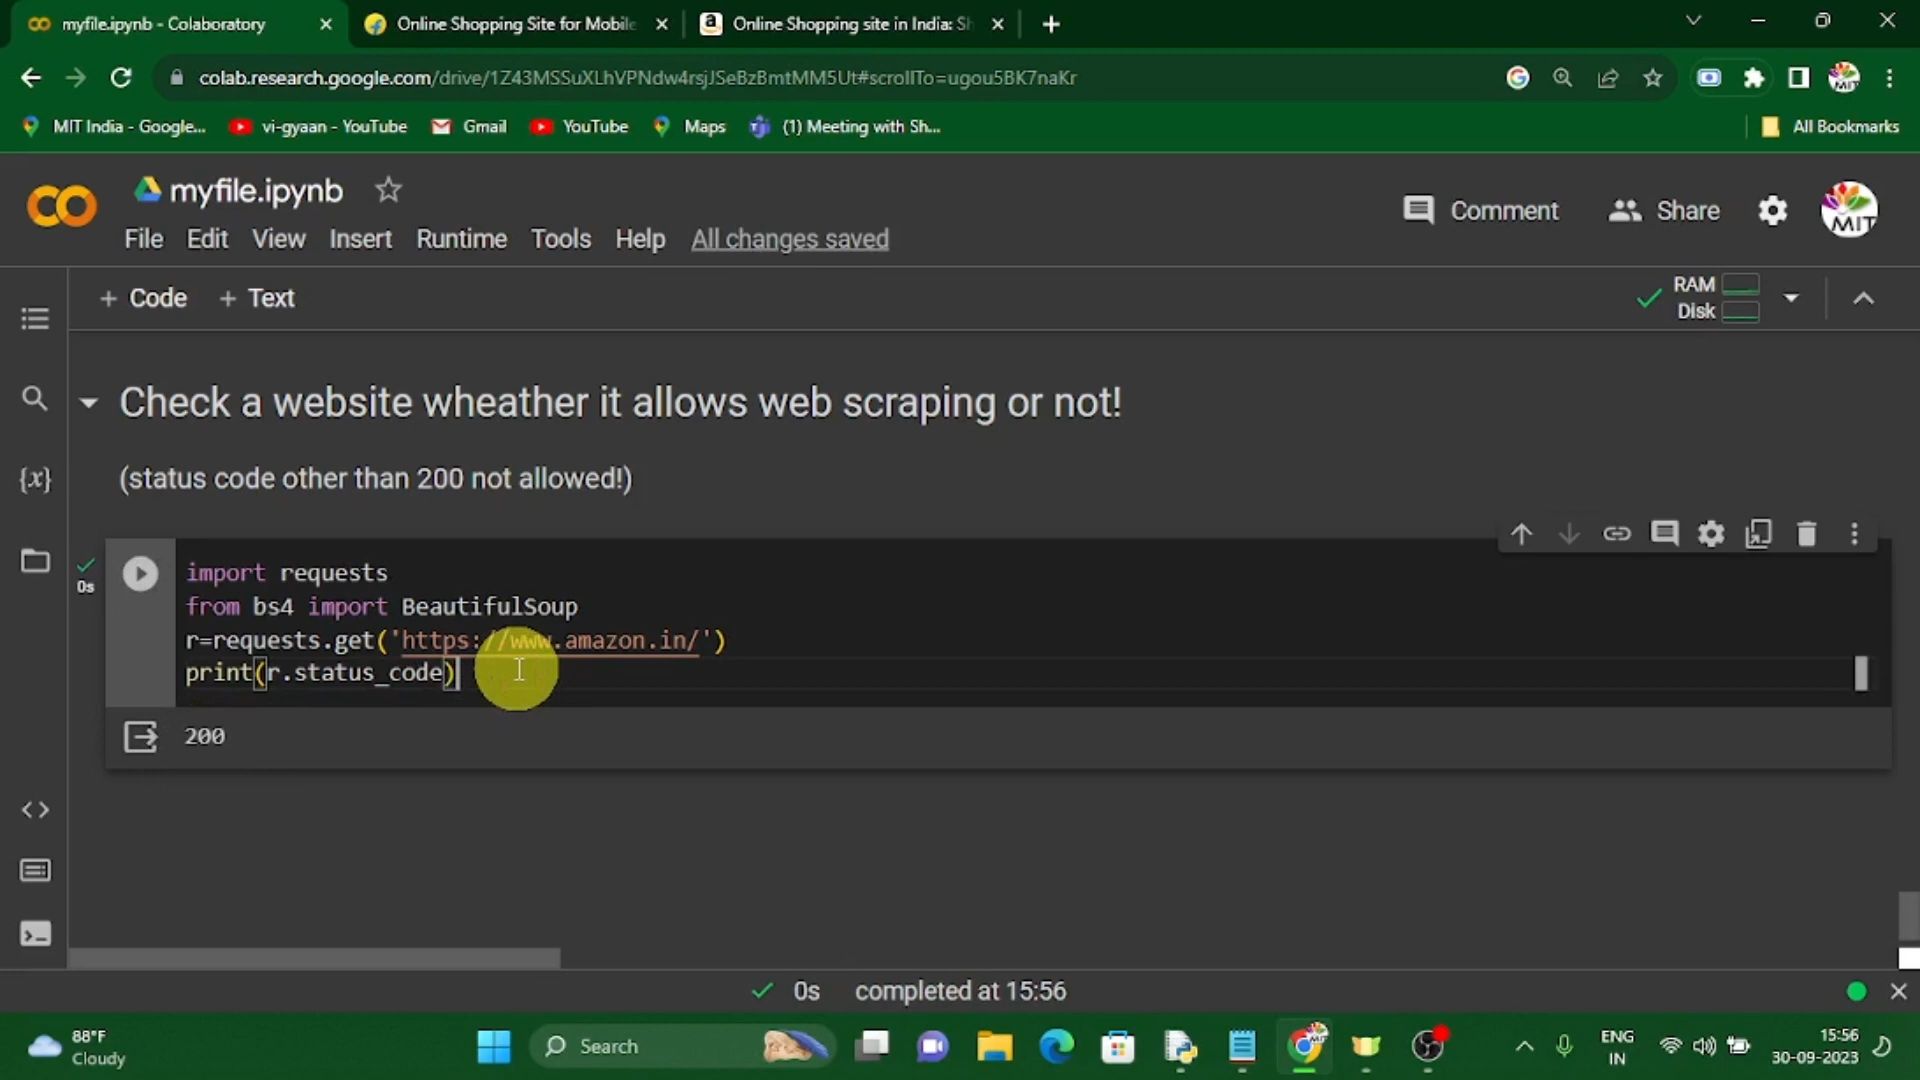 myfile.ipynb - Colaboratory
Online Shopping Site for Mobile
Online Shopping site in India: Sh
colab.research.google.com/drive/1Z43MSSuXLhVPNdw4rsjJSeBzBmtMM5Ut#scrollTo=ugou5BK7naKr
MIT India - Google...
vi-gyaan - YouTube
Gmail
YouTube
Maps
(1) Meeting with Sh...
All Bookmarks
CO
myfile.ipynb
Comment
Share
MIT
File Edit View Insert Runtime Tools Help All changes saved
+ Code + Text
RAM
Disk
Check a website wheather it allows web scraping or not!
(status code other than 200 not allowed!)
{x}
0s
import requests
from bs4 import BeautifulSoup
r=requests.get('https://www.amazon.in/')
print(r.status_code)
200
0s completed at 15:56
88°F
Cloudy
Search
ENG
IN
15:56
30-09-2023